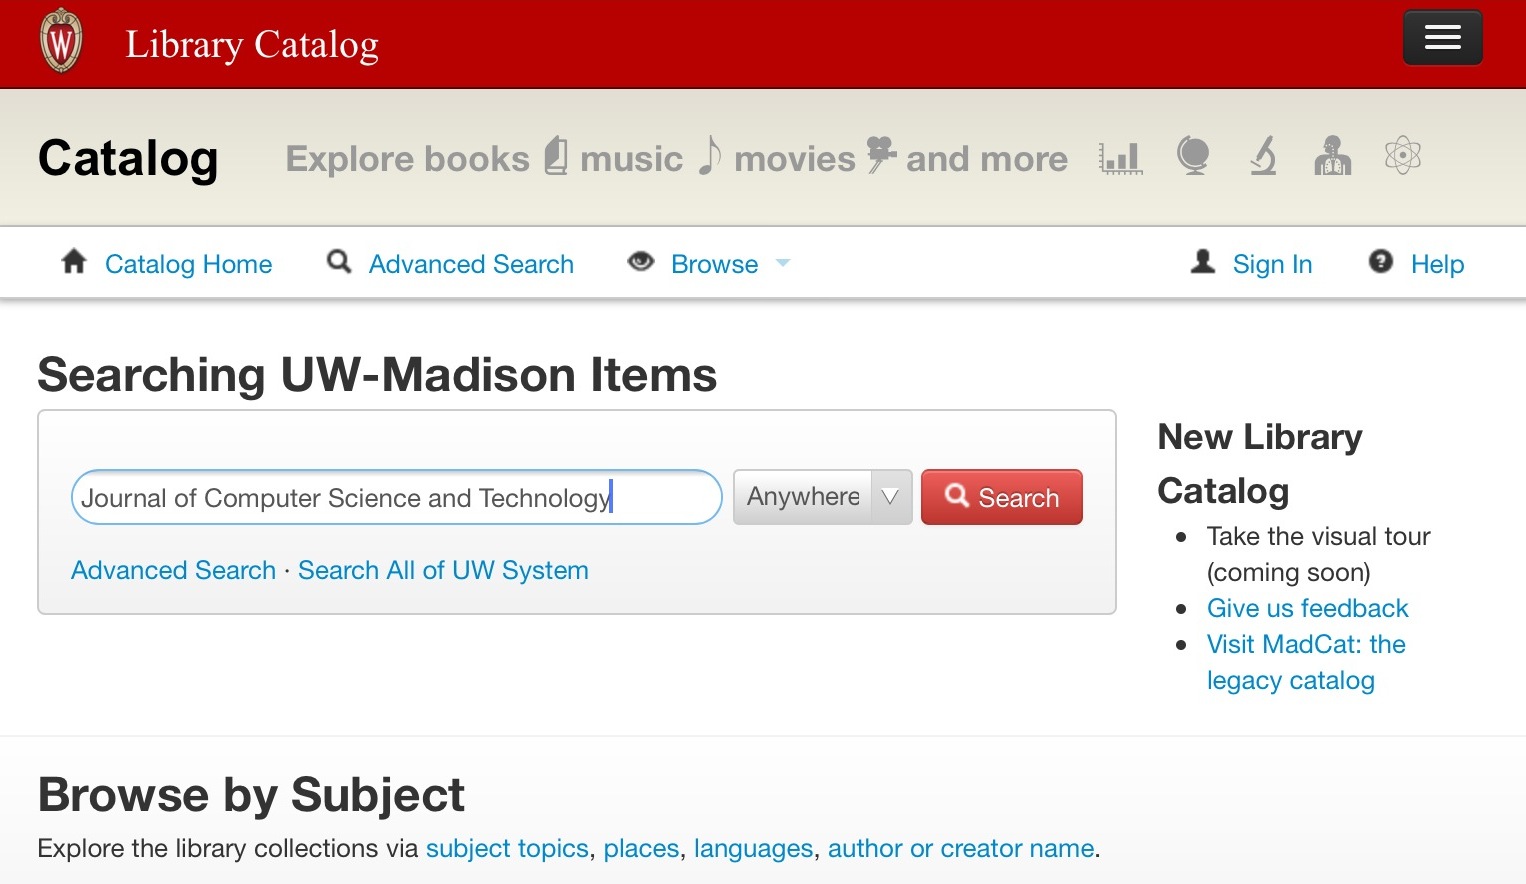 W Library Catalog
Catalog Explore books music movies and more
Catalog Home Advanced Search Browse Sign In Help
Searching UW-Madison Items
Journal of Computer Science and Technology Anywhere Search
Advanced Search · Search All of UW System
New Library
Catalog
• Take the visual tour
(coming soon)
• Give us feedback
• Visit MadCat: the
legacy catalog
Browse by Subject
Explore the library collections via subject topics, places, languages, author or creator name.